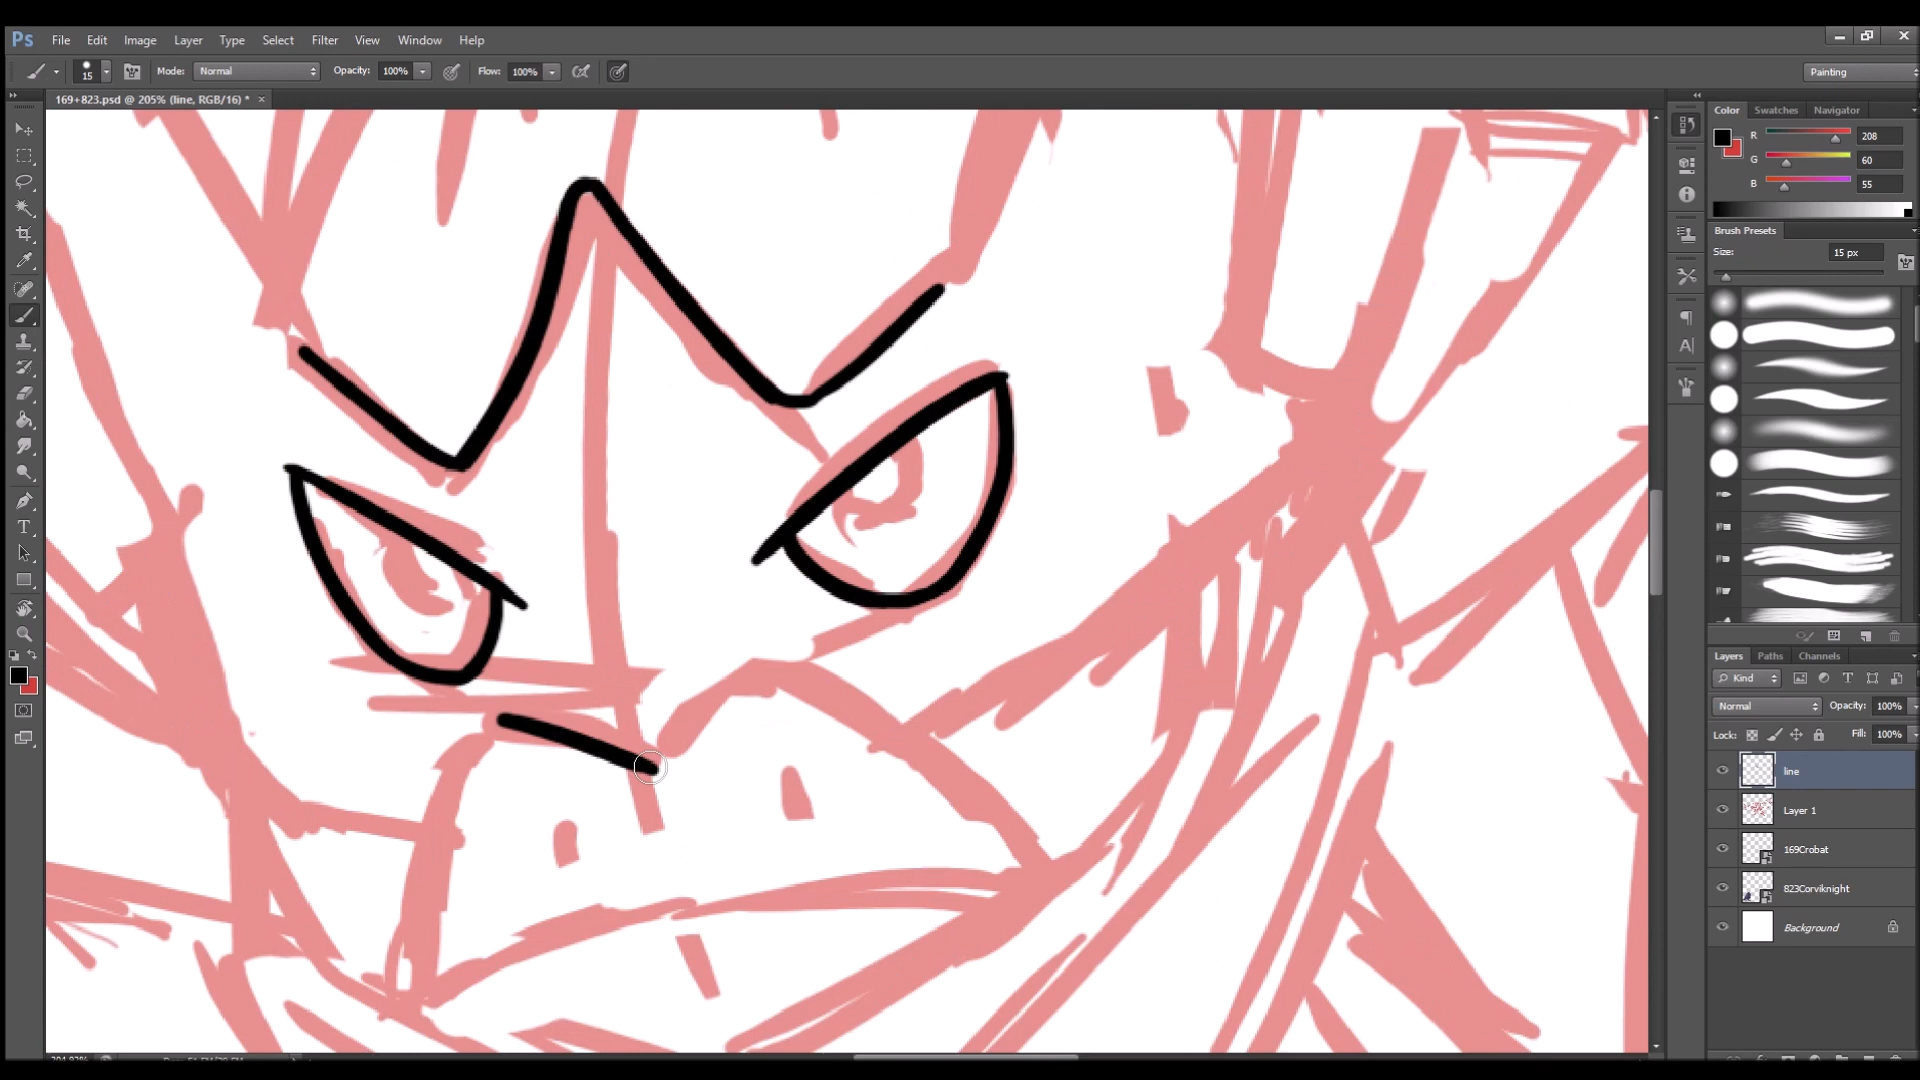 Ps File Edit Image Layer Type Select Filter View Window Help
15 Mode: Normal Opacity: 100% Flow: 100% Painting
169+823.psd @ 205% (line, RGB/16) * ×
Color Swatches Navigator
R 208
G 60
B 55
Brush Presets
Size: 15 px
Layers Paths Channels
Kind
Normal Opacity: 100%
Lock: Fill: 100%
line
Layer 1
169Crobat
823Corviknight
Background